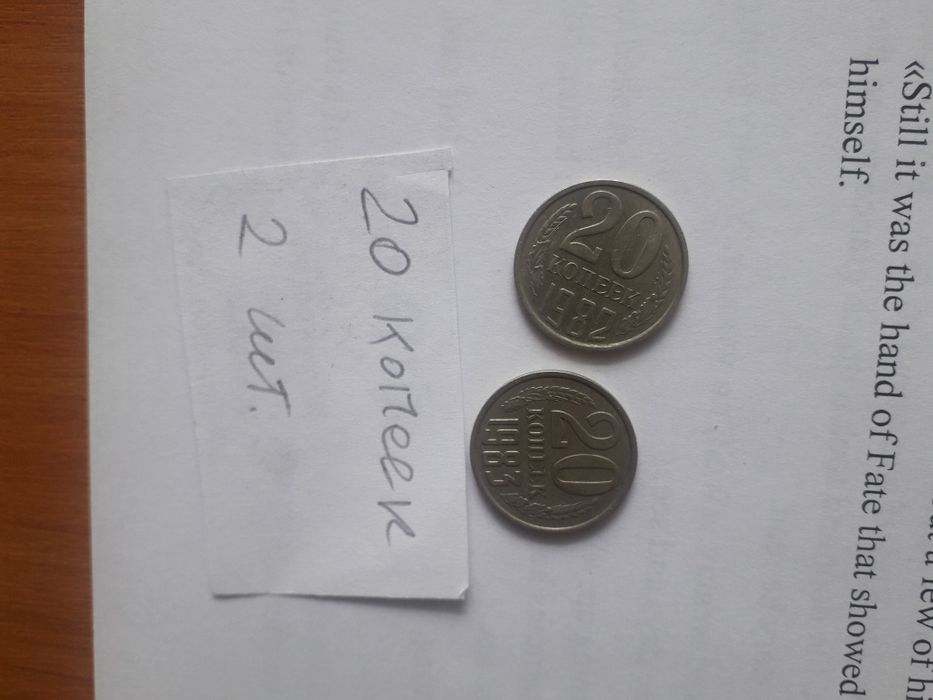 «Still it was the hand of Fate that showed
himself.
20 КОПЕЕК 1982
20 КОПЕЕК 1983
20 копеек
2 шт.